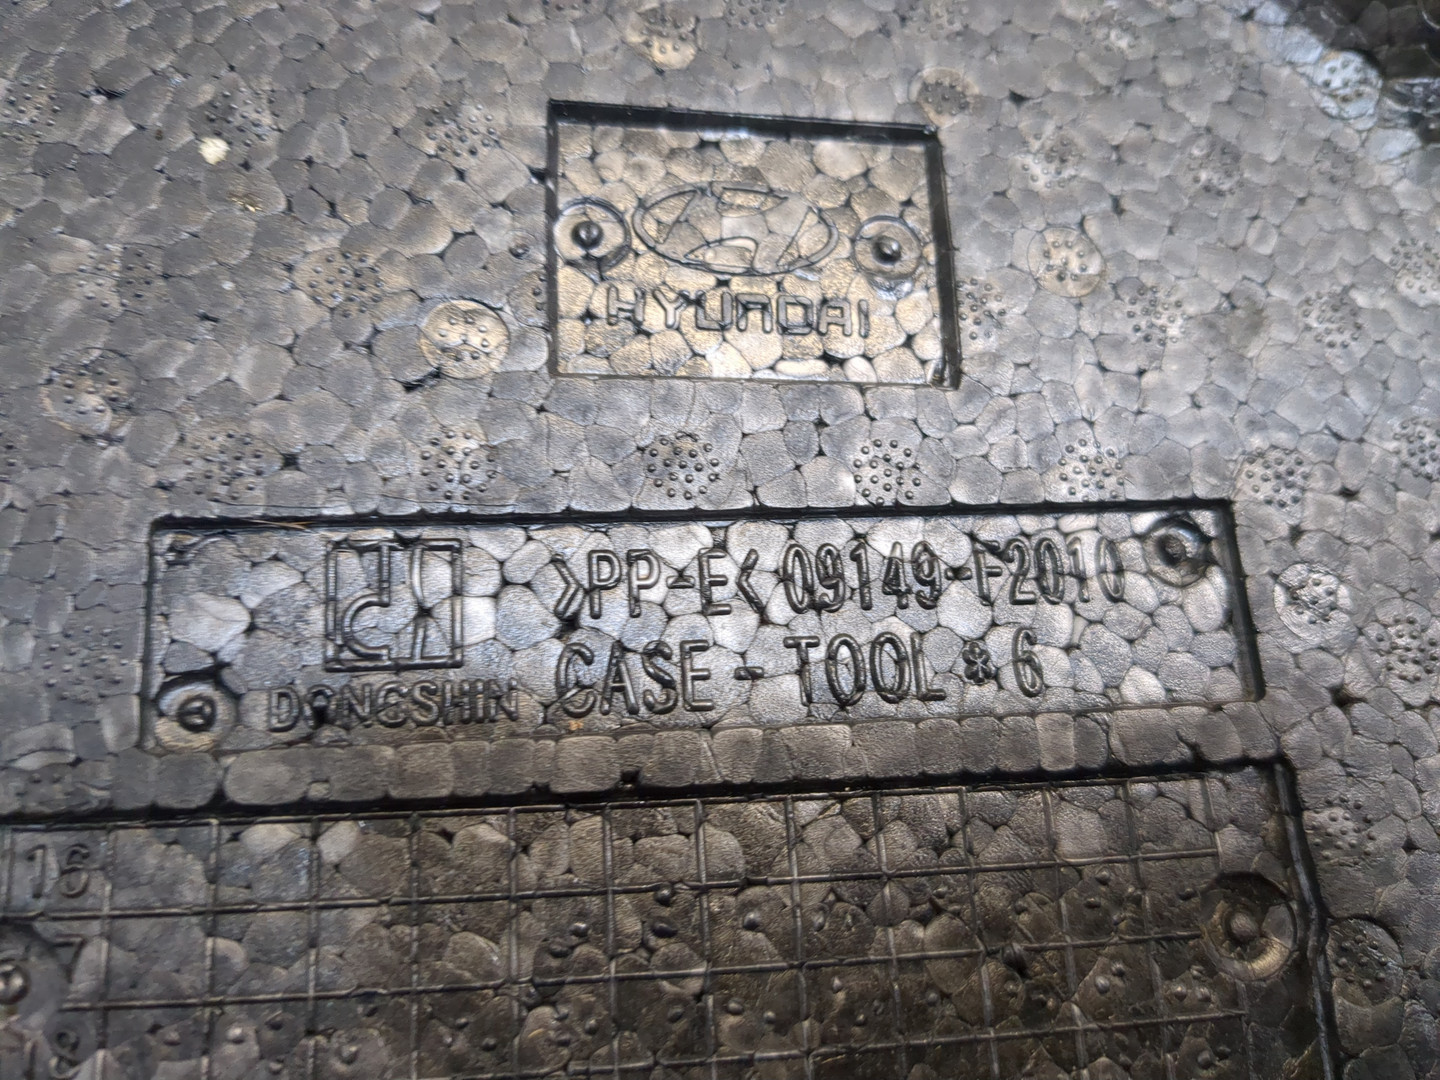 HYUNDAI
>PP-E< 09149-F2010
DONGSHIN CASE - TOOL * 6
16